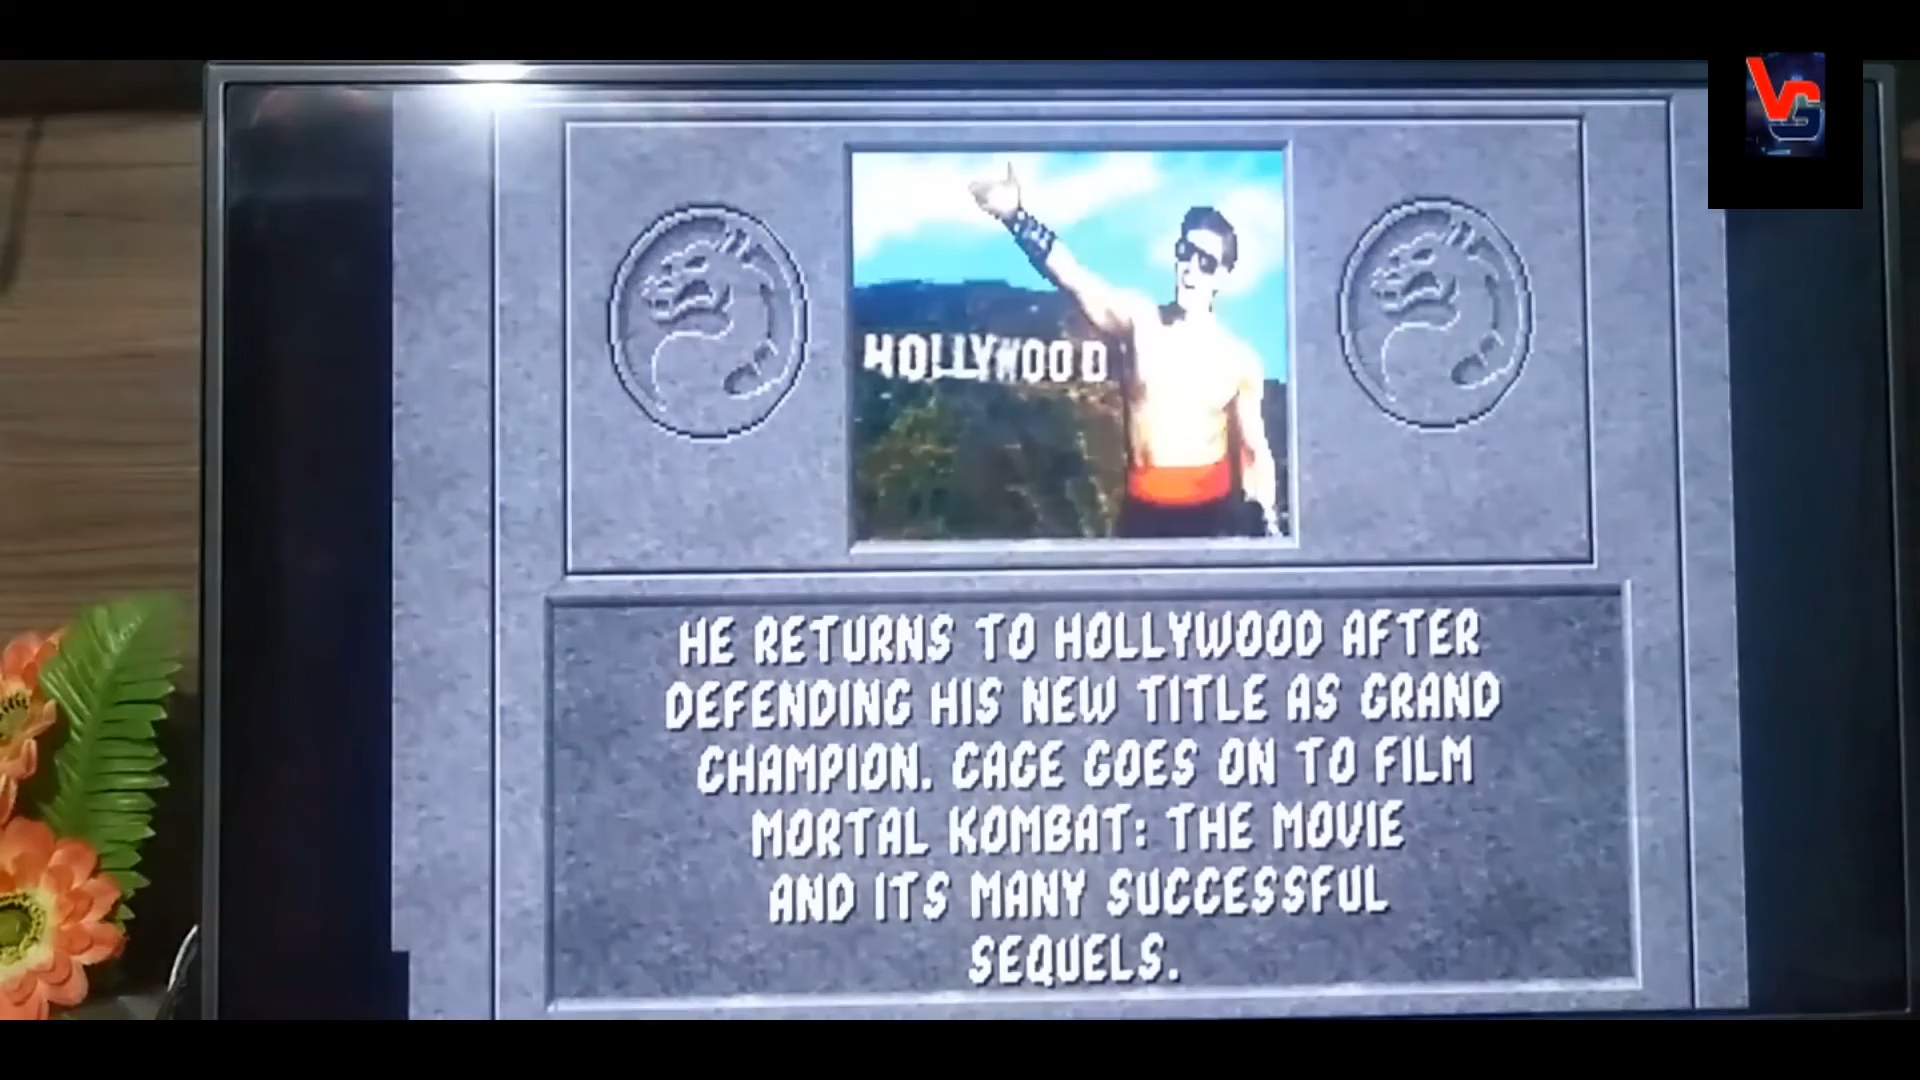 VG
HOLLYWOOD
HE RETURNS TO HOLLYWOOD AFTER
DEFENDING HIS NEW TITLE AS GRAND
CHAMPION. CAGE GOES ON TO FILM
MORTAL KOMBAT: THE MOVIE
AND ITS MANY SUCCESSFUL
SEQUELS.